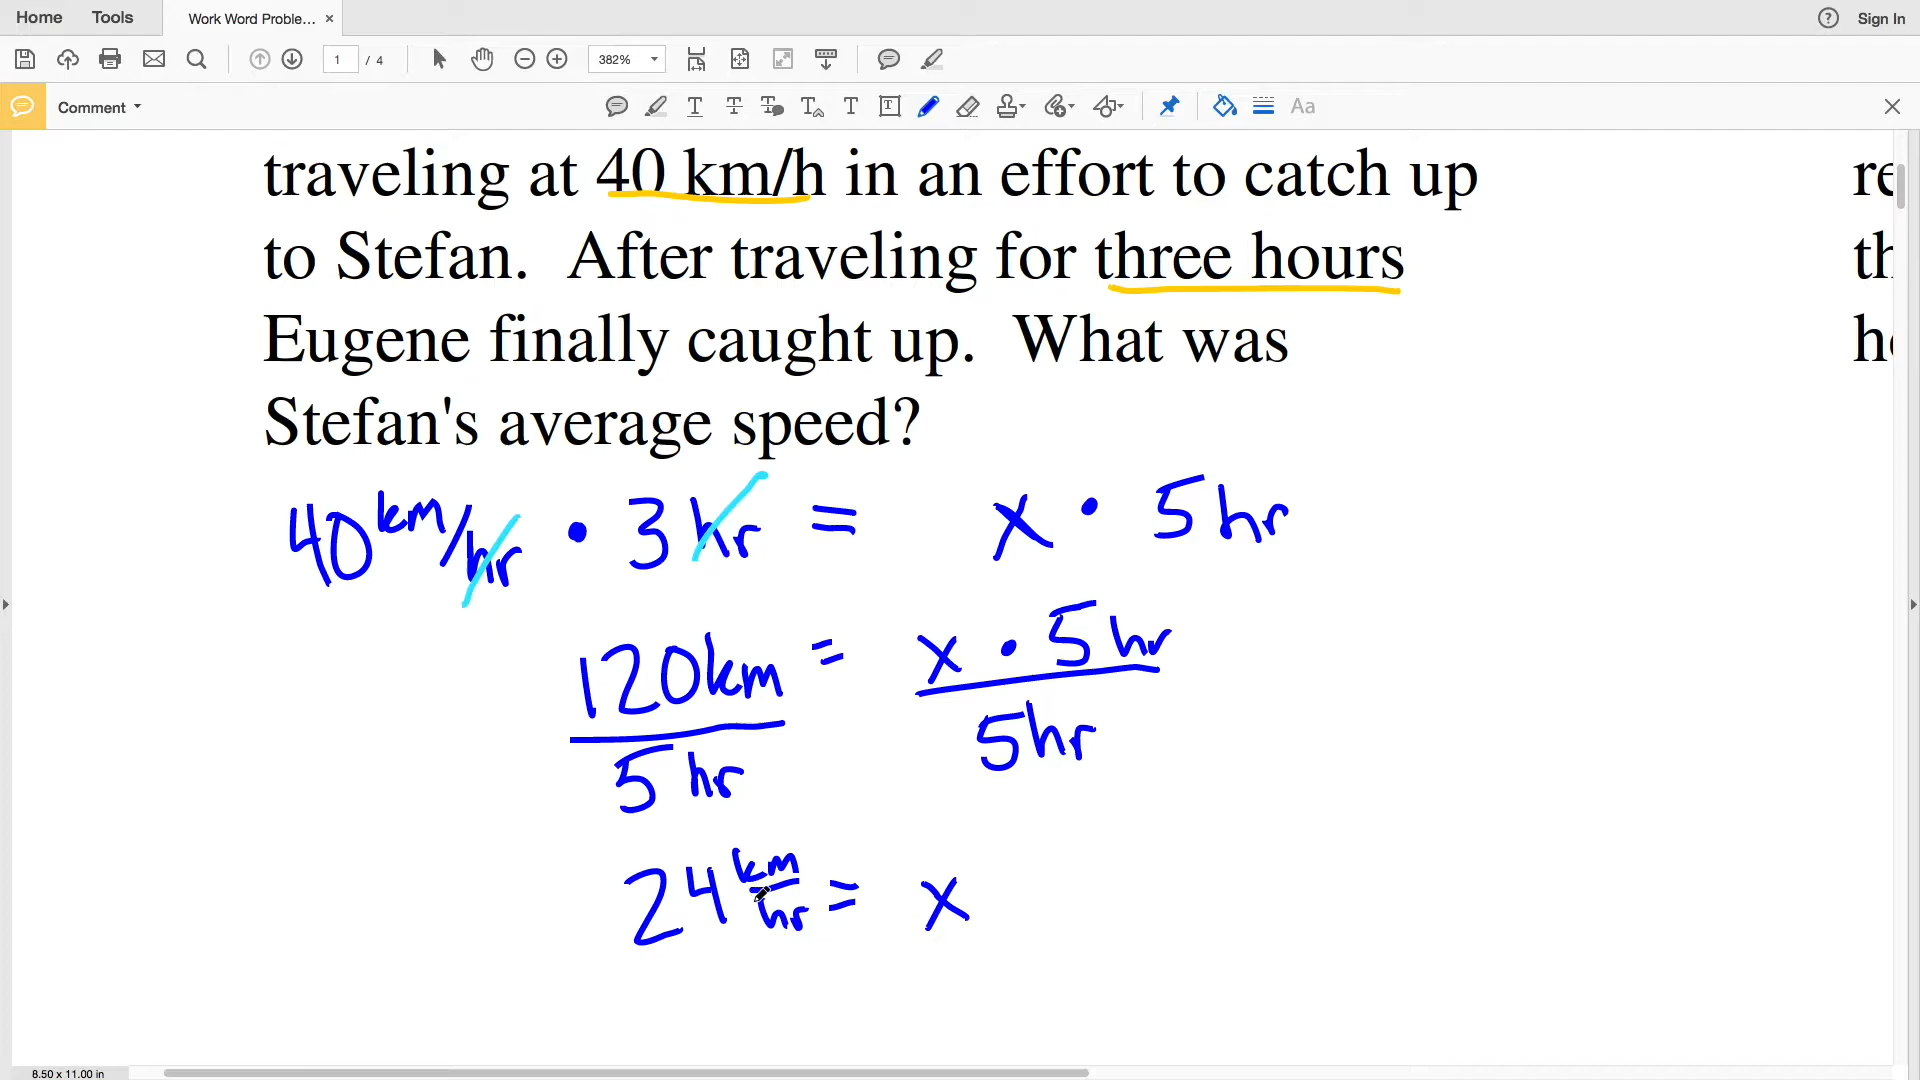 Home Tools Work Word Proble... × ? Sign In
1 / 4 382%
Comment T T T T T T Aa
traveling at 40 km/h in an effort to catch up
re
to Stefan. After traveling for three hours
th
Eugene finally caught up. What was
Stefan's average speed?
40 km/hr • 3 hr = x • 5 hr
120km = x • 5 hr
5 hr 5hr
24 km/hr = x
8.50 x 11.00 in